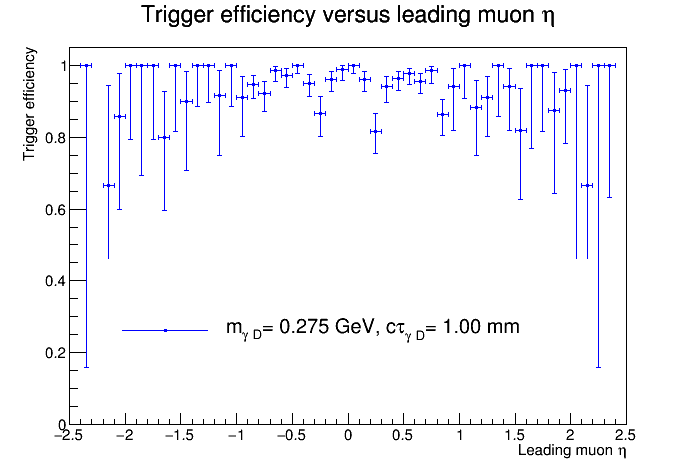 Trigger efficiency versus leading muon η
Trigger efficiency
1
0.8
0.6
0.4
0.2
0
m_γ D= 0.275 GeV, cτ_γ D= 1.00 mm
−2.5 −2 −1.5 −1 −0.5 0 0.5 1 1.5 2 2.5
Leading muon η